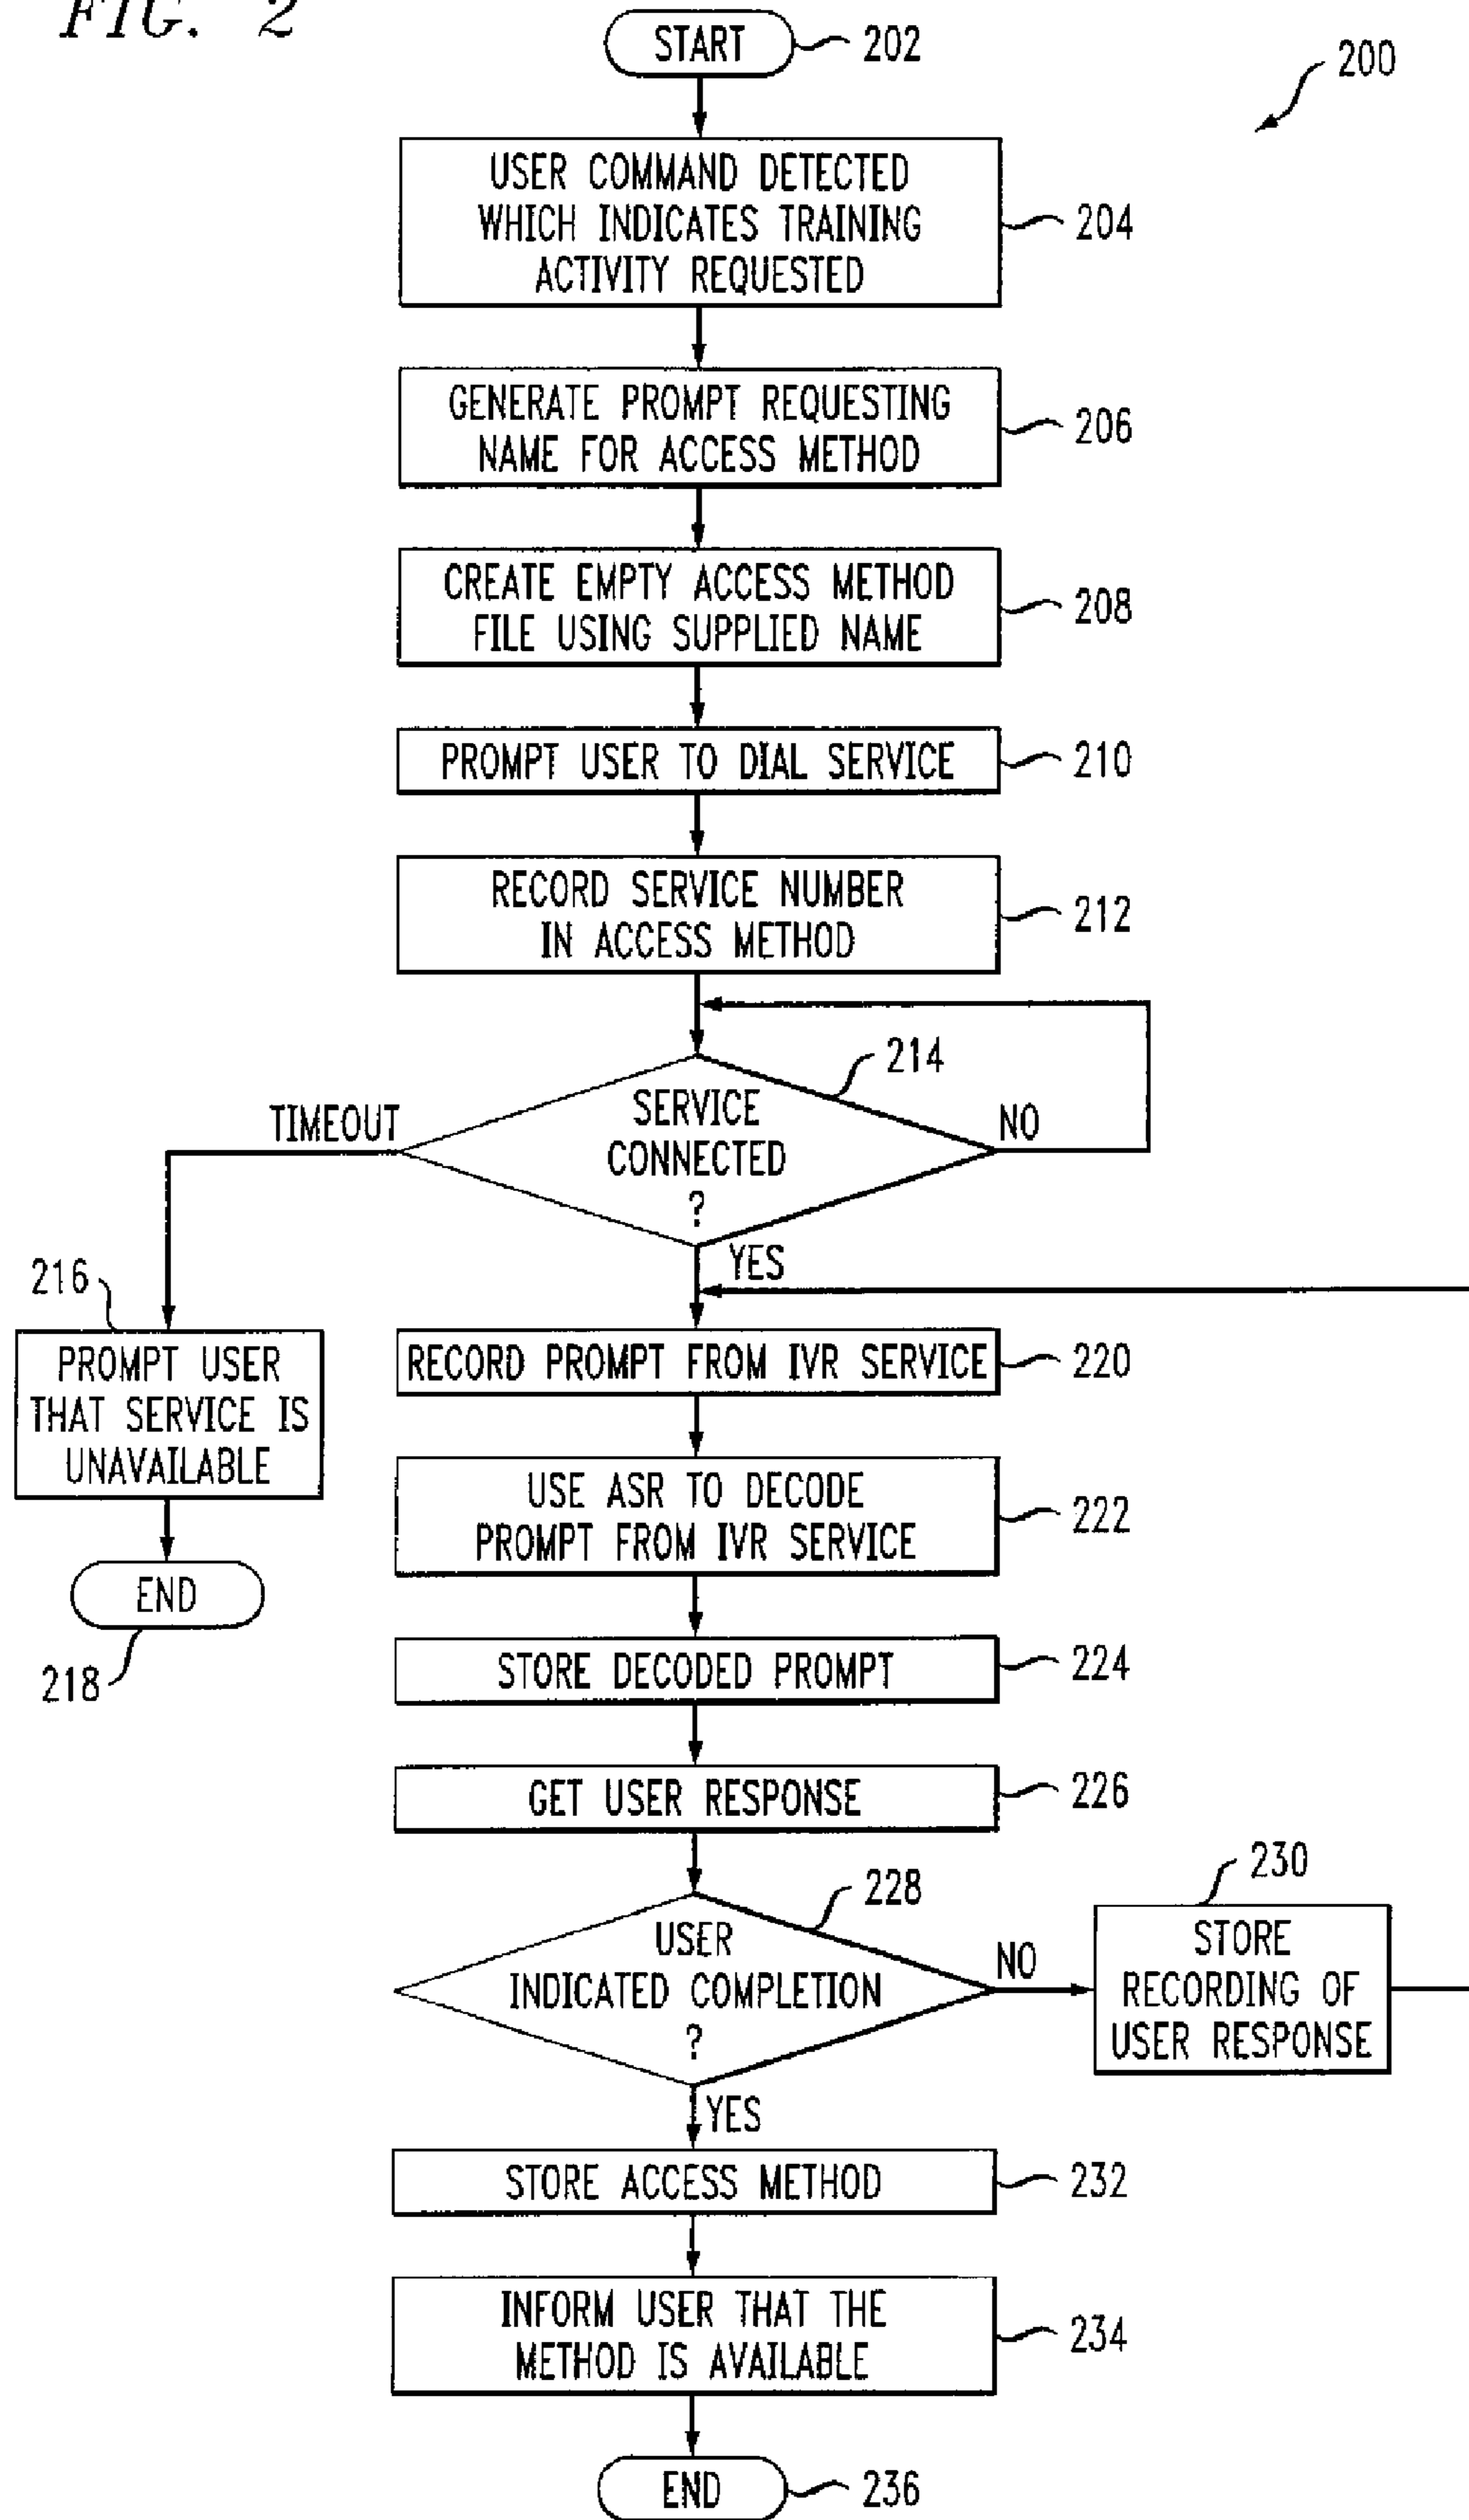 FIG. 2
START
202
200
USER COMMAND DETECTED
WHICH INDICATES TRAINING
ACTIVITY REQUESTED
204
GENERATE PROMPT REQUESTING
NAME FOR ACCESS METHOD
206
CREATE EMPTY ACCESS METHOD
FILE USING SUPPLIED NAME
208
PROMPT USER TO DIAL SERVICE
210
RECORD SERVICE NUMBER
IN ACCESS METHOD
212
214
SERVICE
CONNECTED
?
TIMEOUT
NO
YES
216
PROMPT USER
THAT SERVICE IS
UNAVAILABLE
END
218
RECORD PROMPT FROM IVR SERVICE
220
USE ASR TO DECODE
PROMPT FROM IVR SERVICE
222
STORE DECODED PROMPT
224
GET USER RESPONSE
226
228
USER
INDICATED COMPLETION
?
NO
230
STORE
RECORDING OF
USER RESPONSE
YES
STORE ACCESS METHOD
232
INFORM USER THAT THE
METHOD IS AVAILABLE
234
END
236